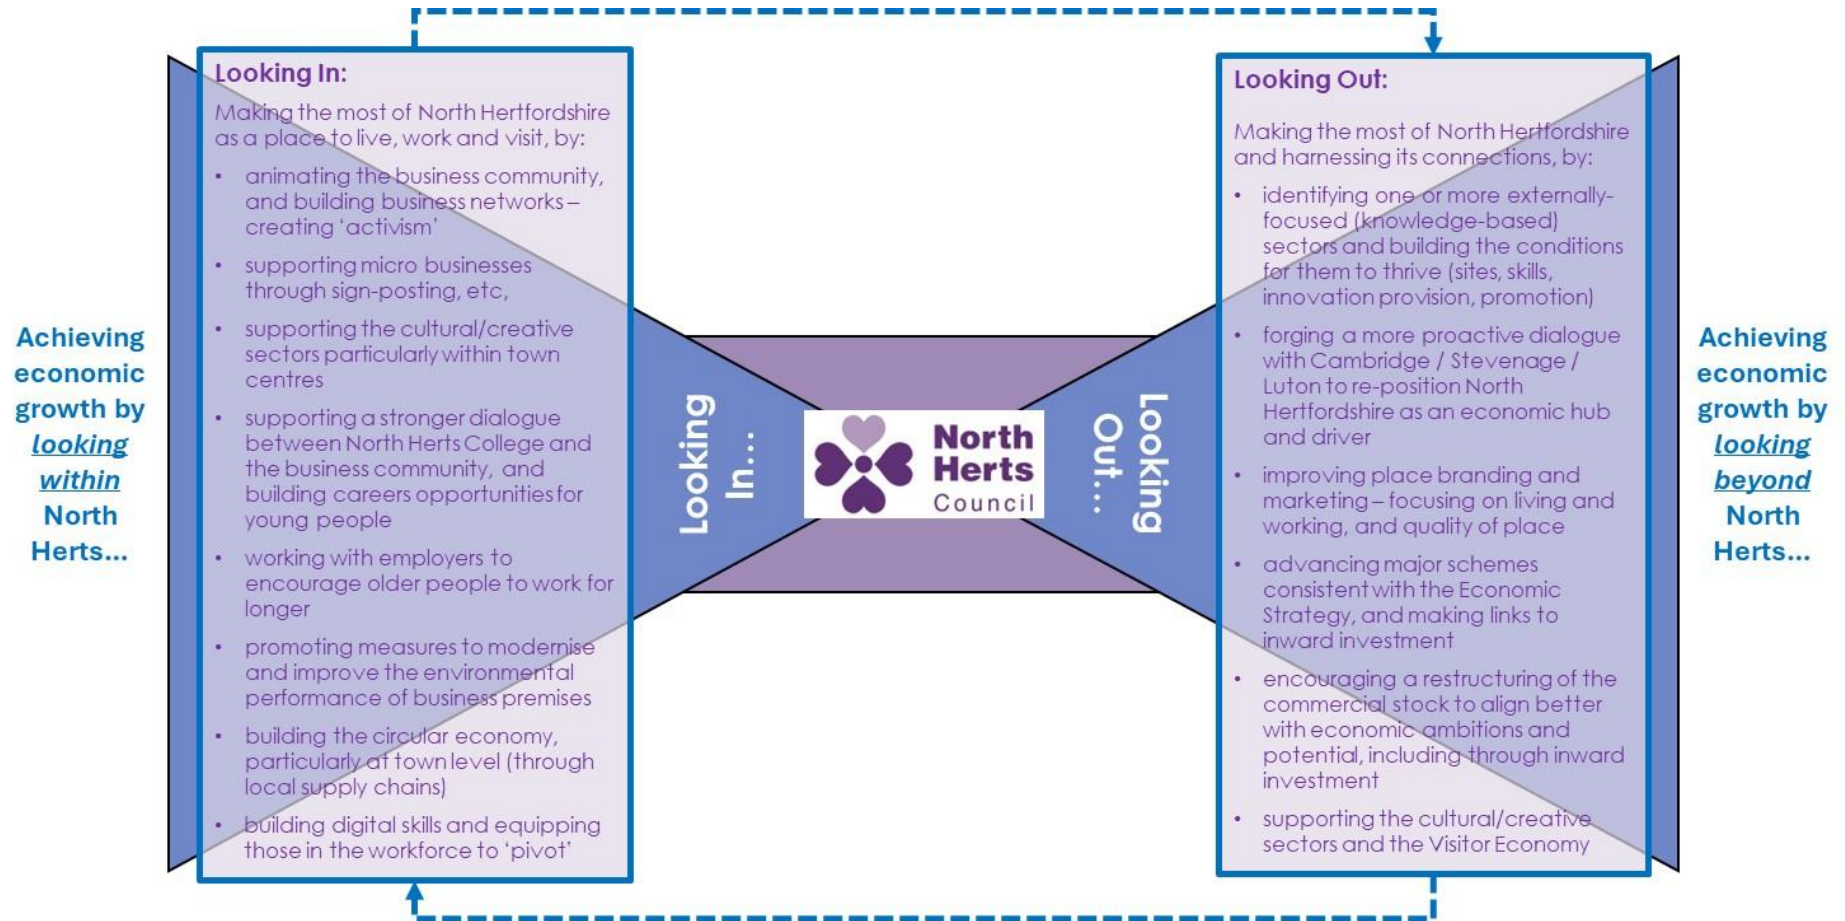 Achieving
economic
growth by
looking
within
North
Herts...
Looking In:
Making the most of North Hertfordshire
as a place to live, work and visit, by:
• animating the business community,
and building business networks –
creating ‘activism’
• supporting micro businesses
through sign-posting, etc,
• supporting the cultural/creative
sectors particularly within town
centres
• supporting a stronger dialogue
between North Herts College and
the business community, and
building careers opportunities for
young people
• working with employers to
encourage older people to work for
longer
• promoting measures to modernise
and improve the environmental
performance of business premises
• building the circular economy,
particularly at town level (through
local supply chains)
• building digital skills and equipping
those in the workforce to ‘pivot’
Looking
In...
North
Herts
Council
Looking
Out...
Looking Out:
Making the most of North Hertfordshire
and harnessing its connections, by:
• identifying one or more externally-
focused (knowledge-based)
sectors and building the conditions
for them to thrive (sites, skills,
innovation provision, promotion)
• forging a more proactive dialogue
with Cambridge / Stevenage /
Luton to re-position North
Hertfordshire as an economic hub
and driver
• improving place branding and
marketing – focusing on living and
working, and quality of place
• advancing major schemes
consistent with the Economic
Strategy, and making links to
inward investment
• encouraging a restructuring of the
commercial stock to align better
with economic ambitions and
potential, including through inward
investment
• supporting the cultural/creative
sectors and the Visitor Economy
Achieving
economic
growth by
looking
beyond
North
Herts...